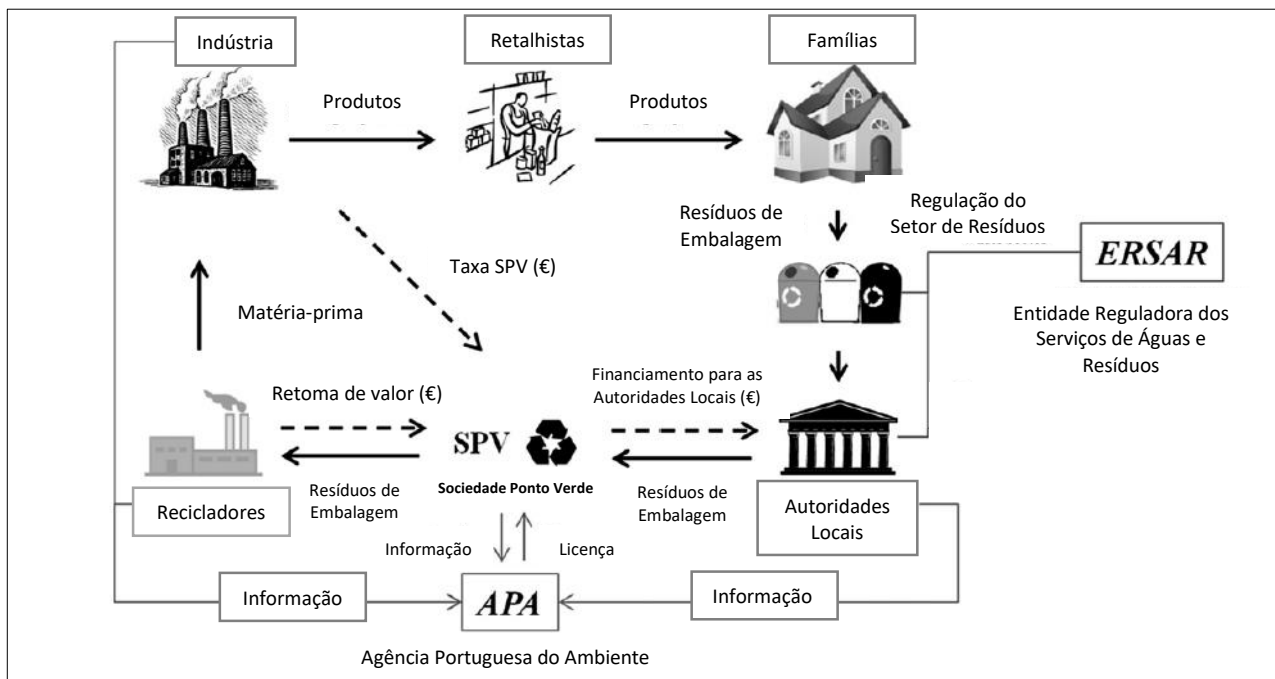 Indústria
Retalhistas
Famílias
Produtos
Produtos
Resíduos de
Embalagem
Regulação do
Setor de Resíduos
ERSAR
Entidade Reguladora dos
Serviços de Águas e
Resíduos
Taxa SPV (€)
Matéria-prima
Retoma de valor (€)
Financiamento para as
Autoridades Locais (€)
SPV
Sociedade Ponto Verde
Resíduos de
Embalagem
Resíduos de
Embalagem
Recicladores
Autoridades
Locais
Informação
Licença
Informação
APA
Informação
Agência Portuguesa do Ambiente